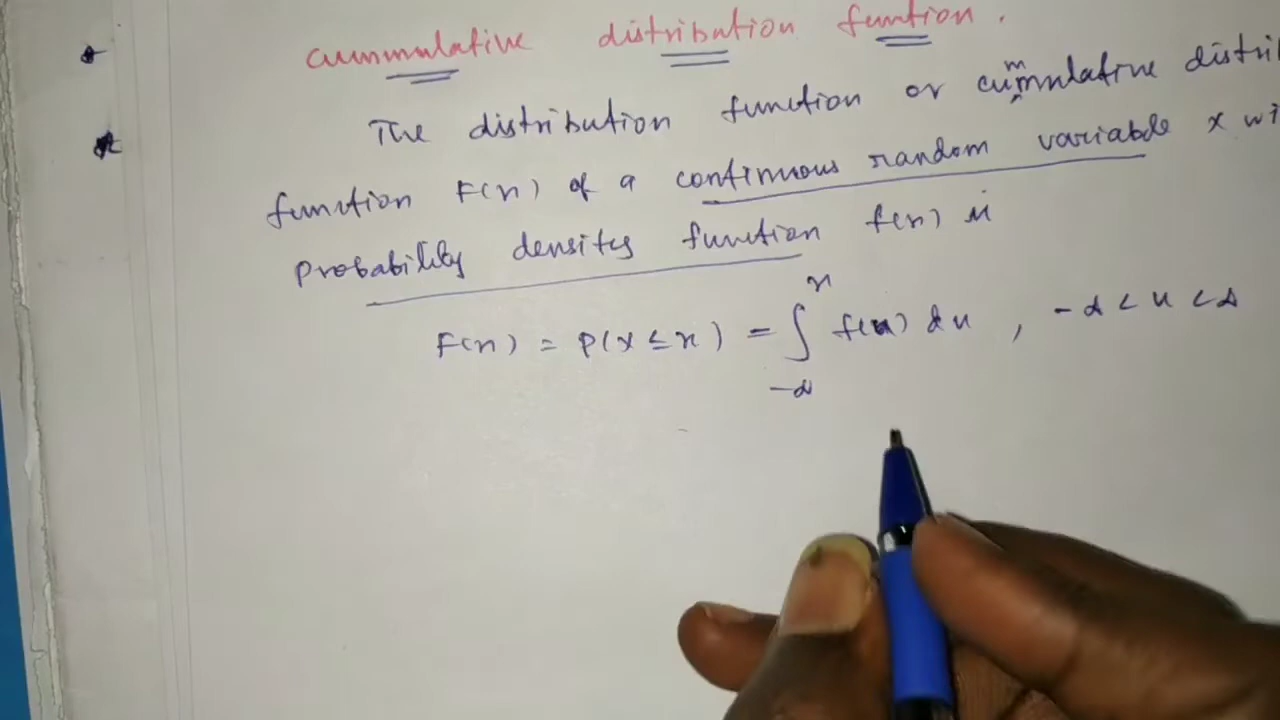 cummulative distribution funtion.
The distribution function or cummulative distri
function F(x) of a continuous random variable x wi
Probability density function f(x) is
F(x) = P(X ≤ x) = ∫_{-∞}^{x} f(u) du , -∞ < u < ∞